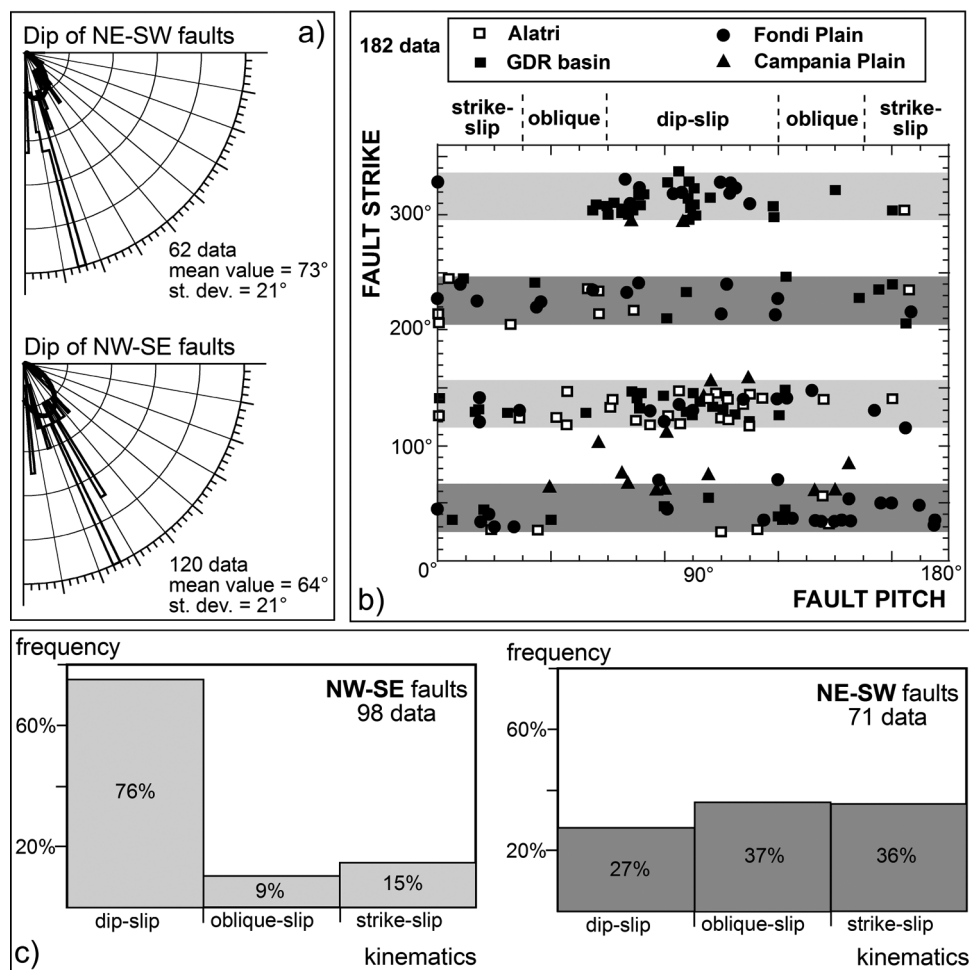 a)
Dip of NE-SW faults
62 data
mean value = 73°
st. dev. = 21°
Dip of NW-SE faults
120 data
mean value = 64°
st. dev. = 21°
182 data
Alatri
Fondi Plain
GDR basin
Campania Plain
strike-
slip
oblique
dip-slip
oblique
strike-
slip
FAULT STRIKE
300°
200°
100°
0°
90°
180°
FAULT PITCH
b)
frequency
60%
20%
NW-SE faults
98 data
76%
9%
15%
dip-slip
oblique-slip
strike-slip
kinematics
c)
frequency
60%
20%
NE-SW faults
71 data
27%
37%
36%
dip-slip
oblique-slip
strike-slip
kinematics